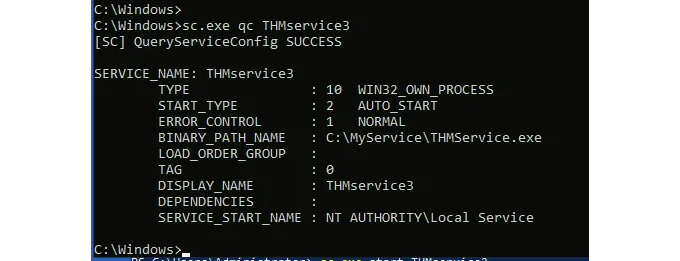 C:\Windows>
C:\Windows>sc.exe qc THMservice3
[SC] QueryServiceConfig SUCCESS
SERVICE_NAME: THMservice3
TYPE : 10 WIN32_OWN_PROCESS
START_TYPE : 2 AUTO_START
ERROR_CONTROL : 1 NORMAL
BINARY_PATH_NAME : C:\MyService\THMService.exe
LOAD_ORDER_GROUP :
TAG : 0
DISPLAY_NAME : THMservice3
DEPENDENCIES :
SERVICE_START_NAME : NT AUTHORITY\Local Service
C:\Windows>